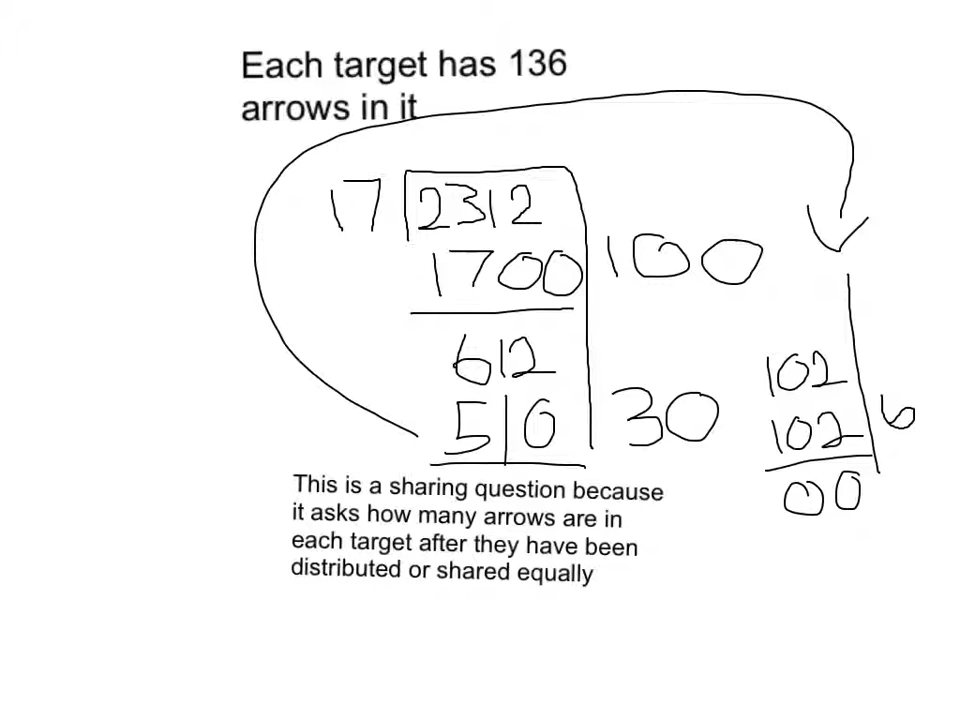 Each target has 136
arrows in it
17 2312
1700 100
612
510 30
102
102 6
00
This is a sharing question because
it asks how many arrows are in
each target after they have been
distributed or shared equally